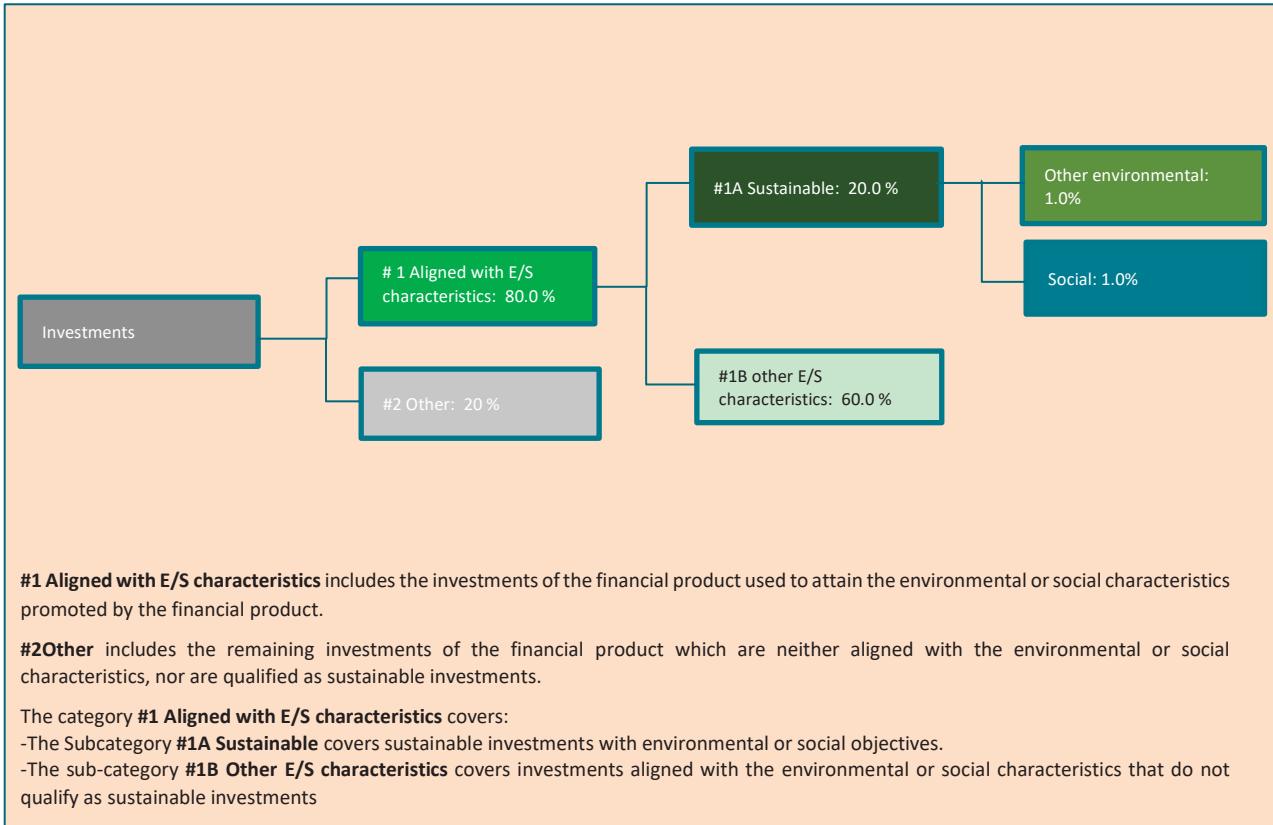 Investments
# 1 Aligned with E/S
characteristics: 80.0 %
#2 Other: 20 %
#1A Sustainable: 20.0 %
#1B other E/S
characteristics: 60.0 %
Other environmental:
1.0%
Social: 1.0%
#1 Aligned with E/S characteristics includes the investments of the financial product used to attain the environmental or social characteristics
promoted by the financial product.
#2Other includes the remaining investments of the financial product which are neither aligned with the environmental or social
characteristics, nor are qualified as sustainable investments.
The category #1 Aligned with E/S characteristics covers:
-The Subcategory #1A Sustainable covers sustainable investments with environmental or social objectives.
-The sub-category #1B Other E/S characteristics covers investments aligned with the environmental or social characteristics that do not
qualify as sustainable investments